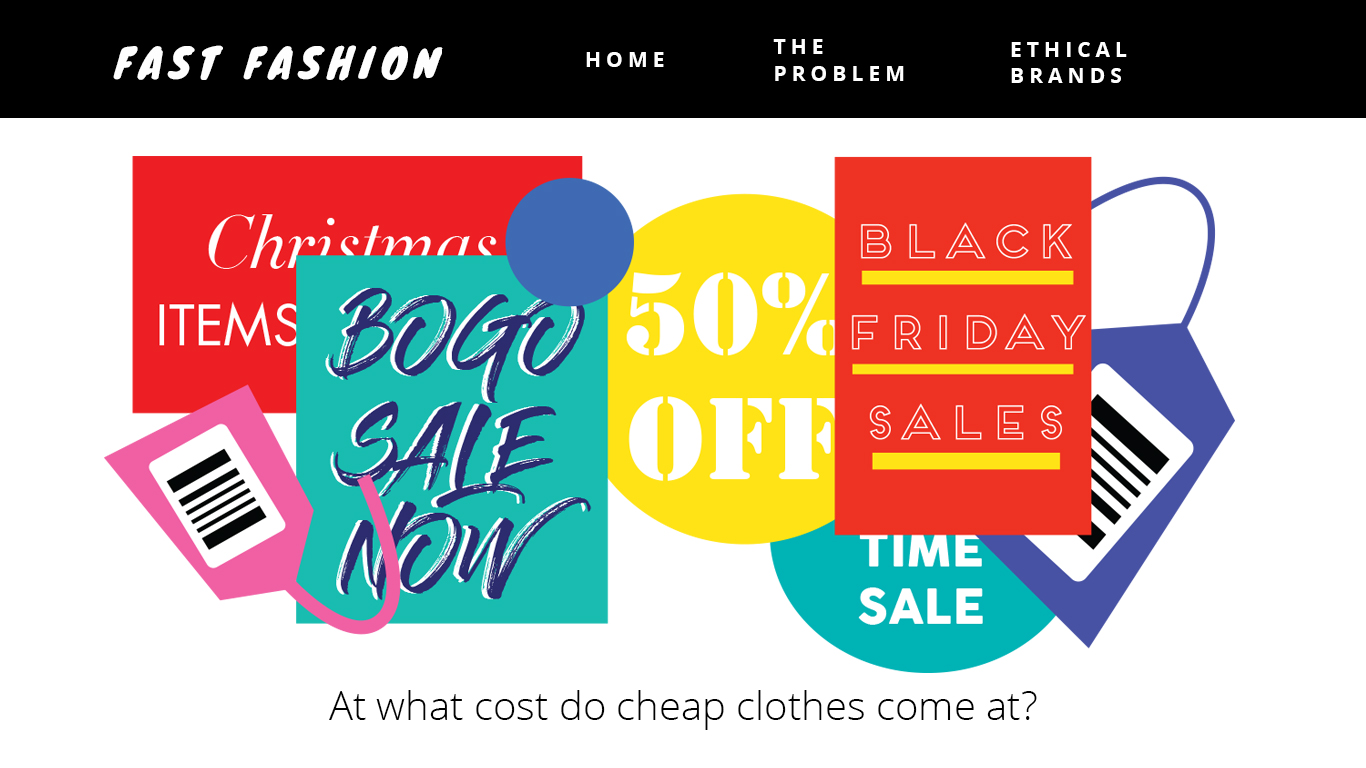 FAST FASHION
HOME
THE
PROBLEM
ETHICAL
BRANDS
Christmas
ITEMS
BOGO
SALE
NOW
50%
OFF
BLACK
FRIDAY
SALES
TIME
SALE
At what cost do cheap clothes come at?